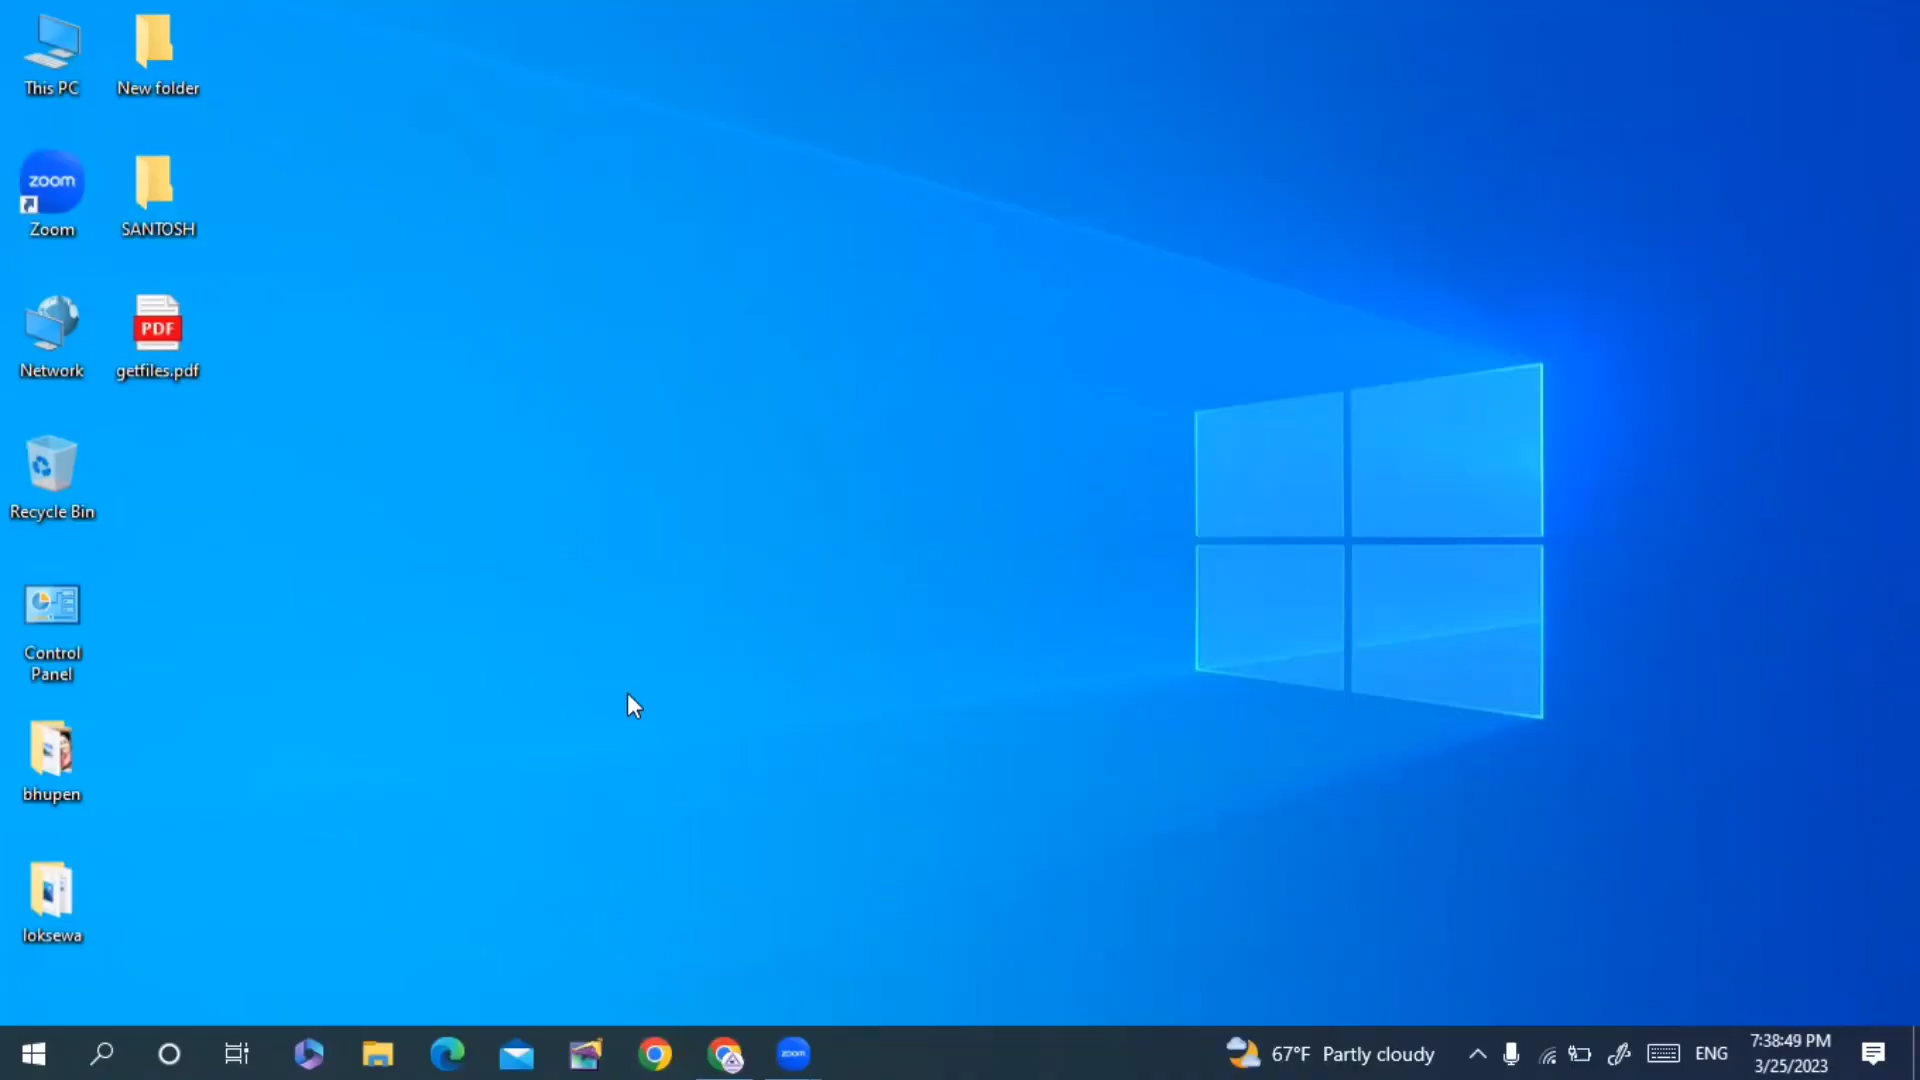 This PC
New folder
zoom
Zoom
SANTOSH
Network
PDF
getfiles.pdf
Recycle Bin
Control
Panel
bhupen
loksewa
zoom
67°F Partly cloudy
ENG
7:38:49 PM
3/25/2023